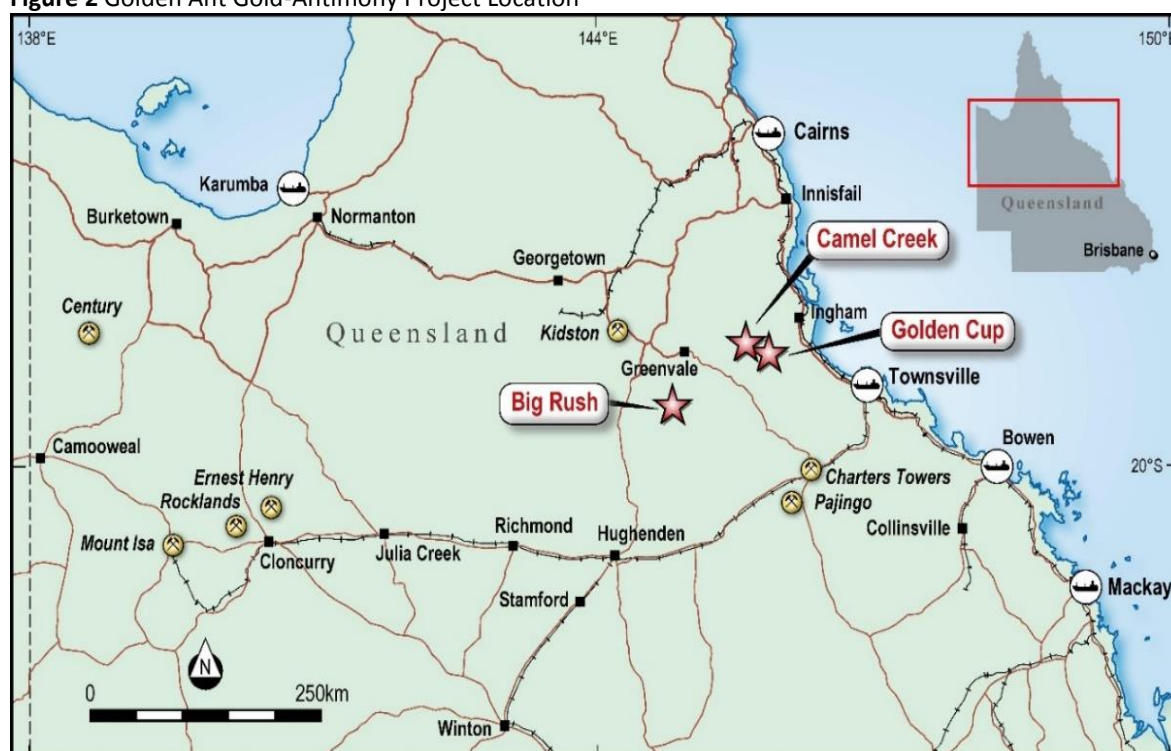 Figure 2 Golden Ant Gold-Antimony Project Location
138°E
144°E
150°E
Cairns
Karumba
Innisfail
Queensland
Burketown
Normanton
Camel Creek
Brisbane
Georgetown
Century
Ingham
Queensland
Kidston
Golden Cup
Greenvale
Townsville
Big Rush
Camooweal
Bowen
20°S
Ernest Henry
Charters Towers
Rocklands
Pajingo
Richmond
Hughenden
Collinsville
Mount Isa
Cloncurry
Julia Creek
Mackay
Stamford
N
0
250km
Winton